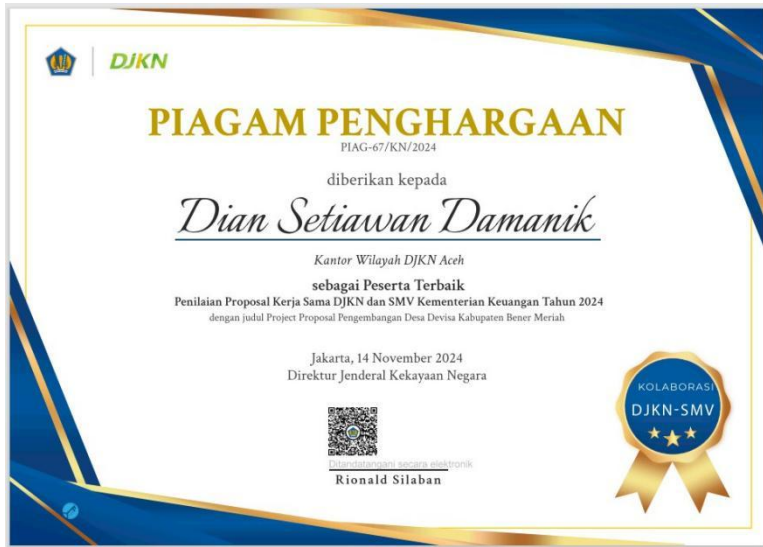 DJKN
PIAGAM PENGHARGAAN
PIAG-67/KN/2024
diberikan kepada
Dian Setiawan Damanik
Kantor Wilayah DJKN Aceh
sebagai Peserta Terbaik
Penilaian Proposal Kerja Sama DJKN dan SMV Kementerian Keuangan Tahun 2024
dengan judul Project Proposal Pengembangan Desa Devisa Kabupaten Bener Meriah
Jakarta, 14 November 2024
Direktur Jenderal Kekayaan Negara
KOLABORASI
DJKN-SMV
Ditandatangani secara elektronik
Rionald Silaban